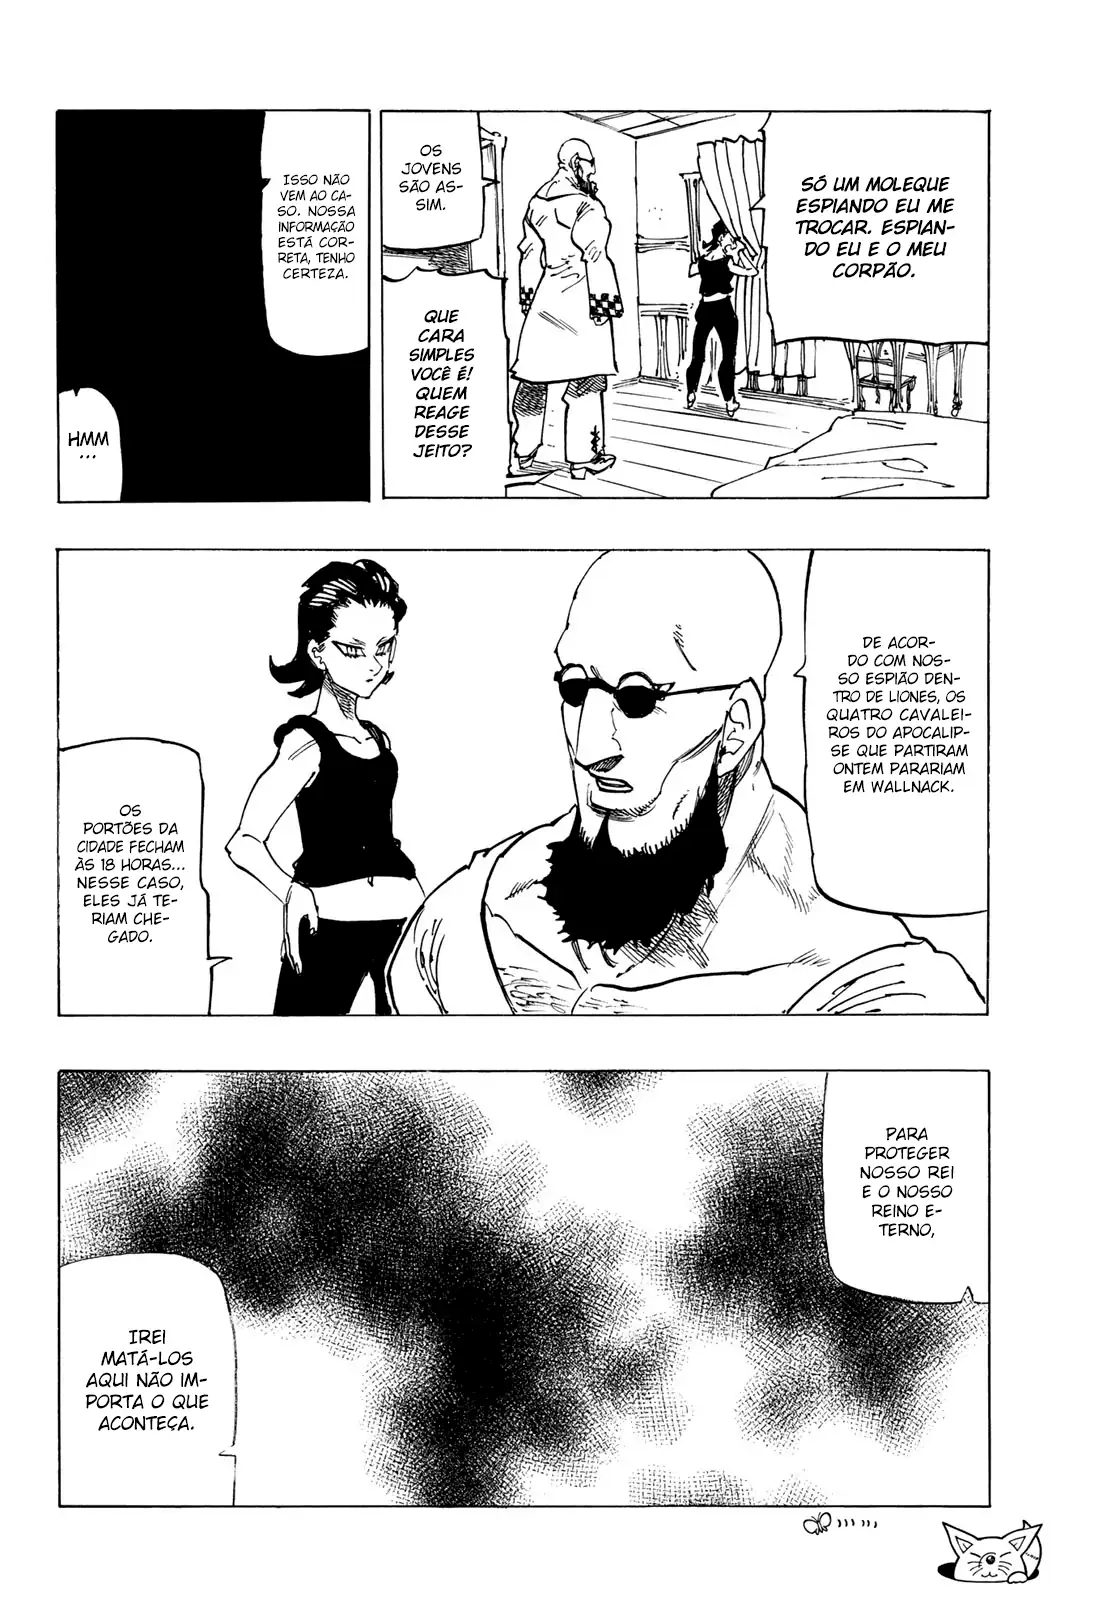 SÓ UM MOLEQUE
ESPIANDO EU ME
TROCAR. ESPIAN-
DO EU E O MEU
CORPÃO.
OS
JOVENS
SÃO AS-
SIM.
QUE
CARA
SIMPLES
VOCÊ É!
QUEM
REAGE
DESSE
JEITO?
ISSO NÃO
VEM AO CA-
SO. NOSSA
INFORMAÇÃO
ESTÁ COR-
RETA, TENHO
CERTEZA.
HMM
...
DE ACOR-
DO COM NOS-
SO ESPIÃO DEN-
TRO DE LIONES, OS
QUATRO CAVALEI-
ROS DO APOCALIP-
SE QUE PARTIRAM
ONTEM PARARIAM
EM WALLNACK.
OS
PORTÕES DA
CIDADE FECHAM
ÀS 18 HORAS...
NESSE CASO,
ELES JÁ TE-
RIAM CHE-
GADO.
PARA
PROTEGER
NOSSO REI
E O NOSSO
REINO E-
TERNO,
IREI
MATÁ-LOS
AQUI NÃO IM-
PORTA O QUE
ACONTEÇA.